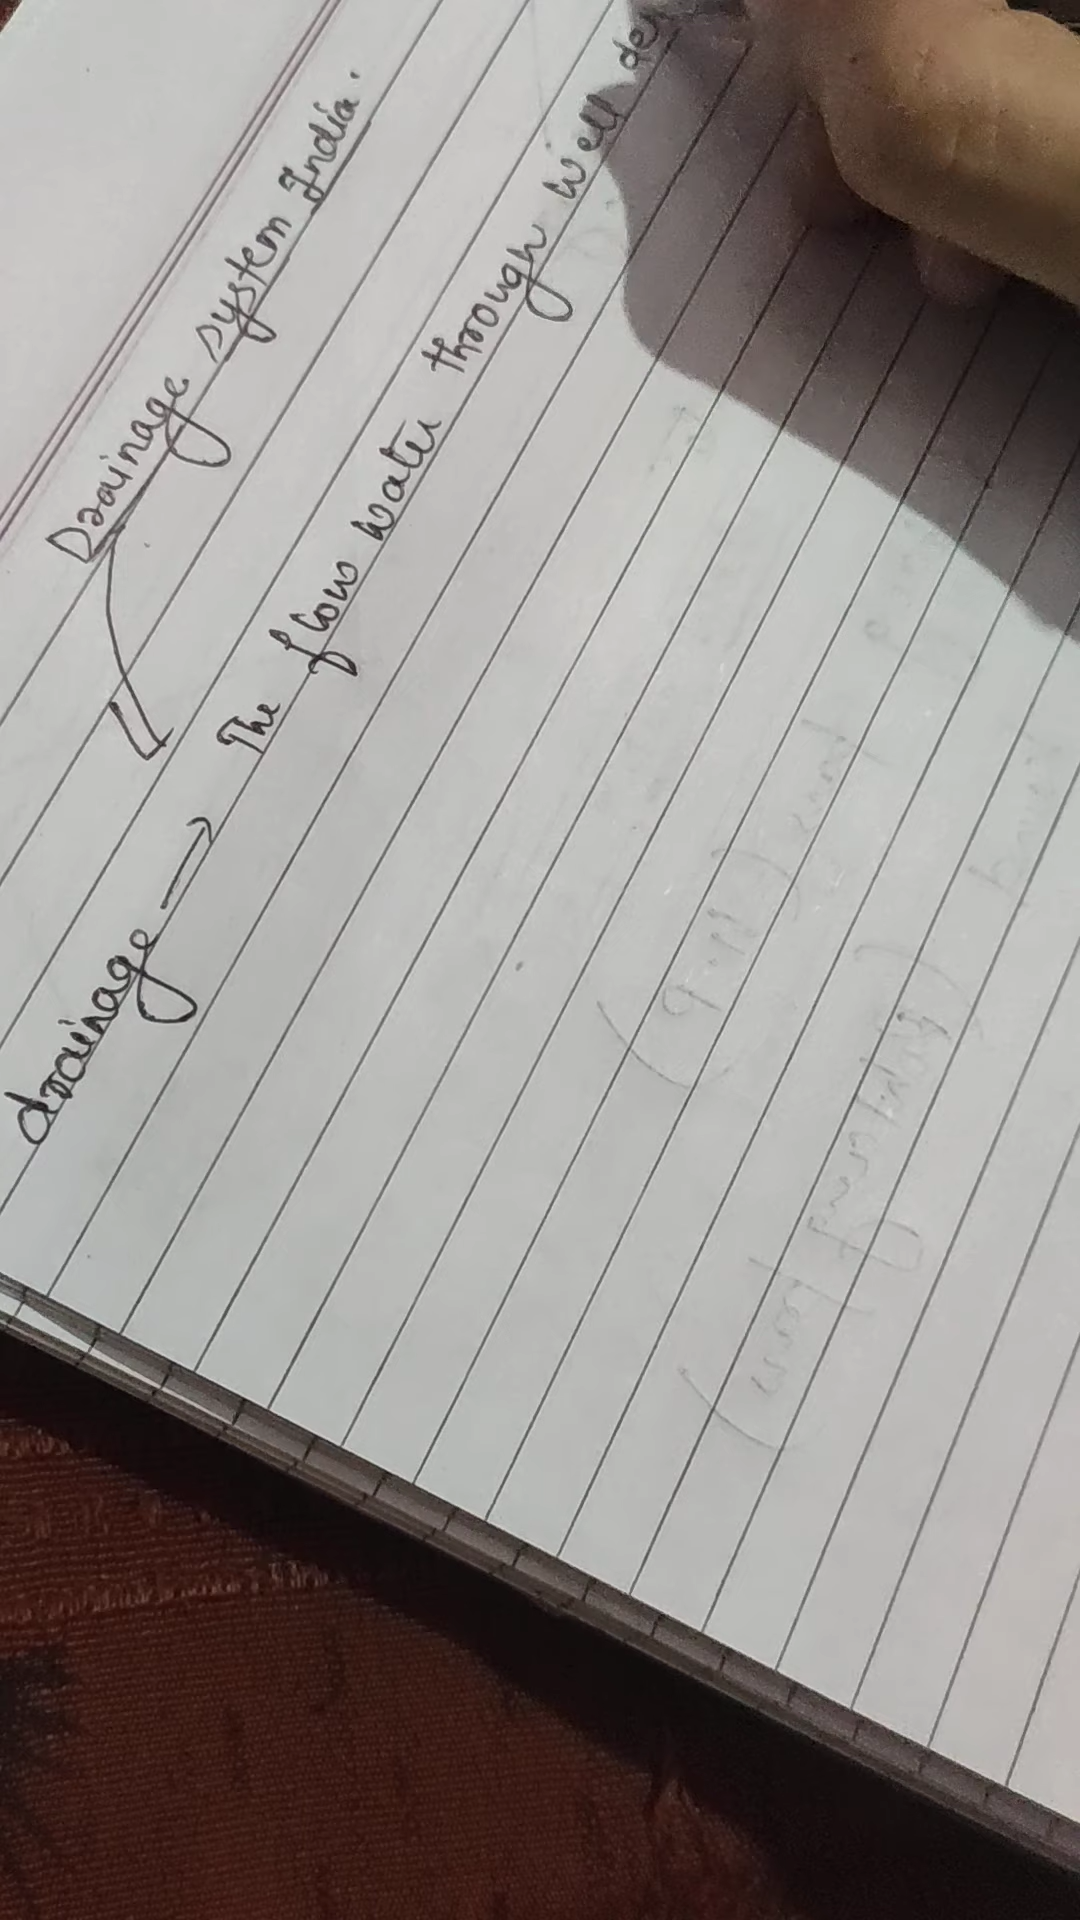 Drainage system India.
drainage → The flow water through well de